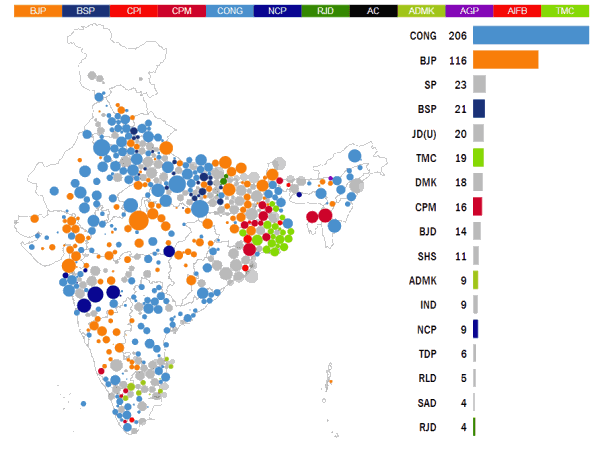 BJP BSP CPI CPM CONG NCP RJD AC ADMK AGP AIFB TMC
CONG 206
BJP 116
SP 23
BSP 21
JD(U) 20
TMC 19
DMK 18
CPM 16
BJD 14
SHS 11
ADMK 9
IND 9
NCP 9
TDP 6
RLD 5
SAD 4
RJD 4